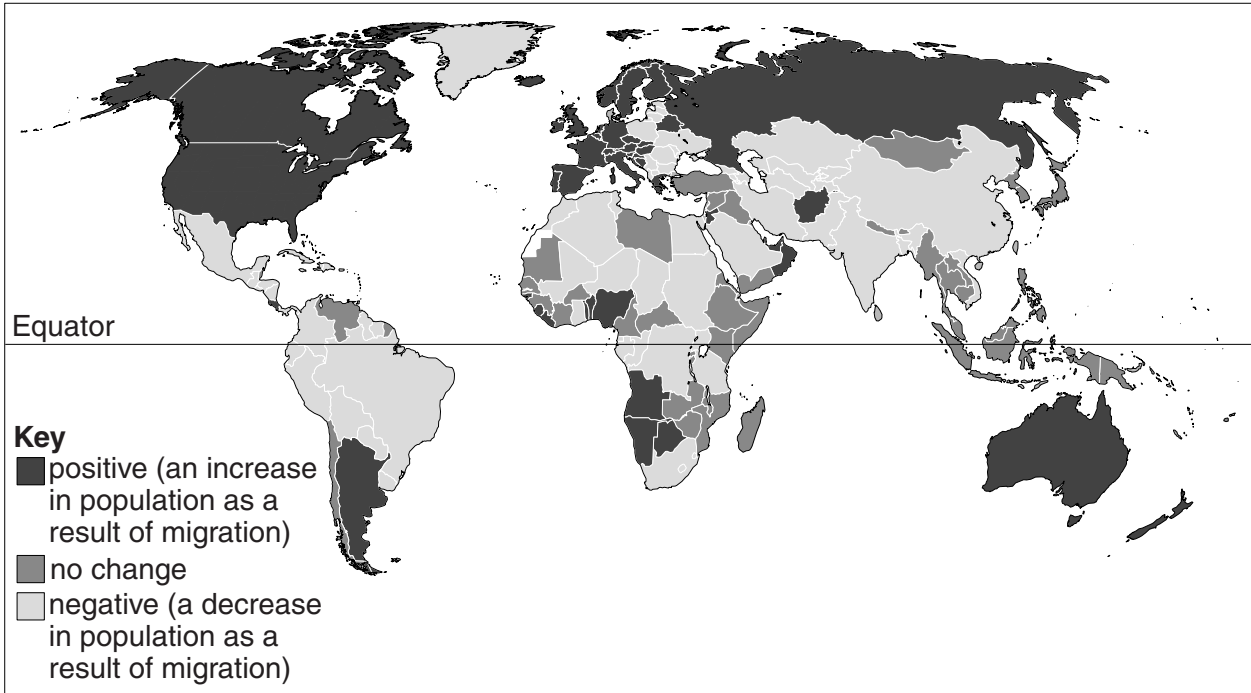 Equator
Key
positive (an increase
in population as a
result of migration)
no change
negative (a decrease
in population as a
result of migration)